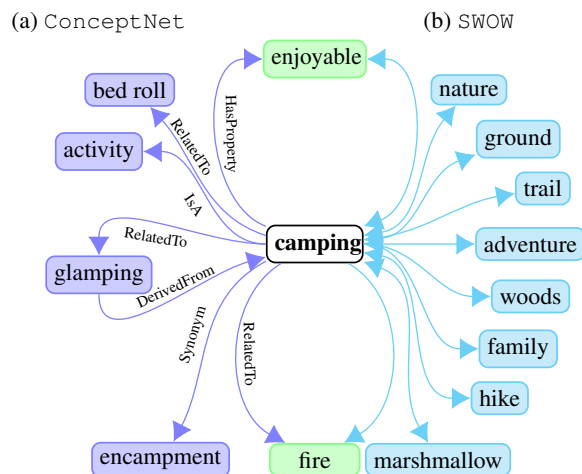 (a) ConceptNet
(b) SWOW
enjoyable
bed roll
nature
HasProperty
RelatedTo
activity
ground
IsA
trail
RelatedTo
camping
adventure
glamping
DerivedFrom
woods
Synonym
RelatedTo
family
hike
encampment
fire
marshmallow